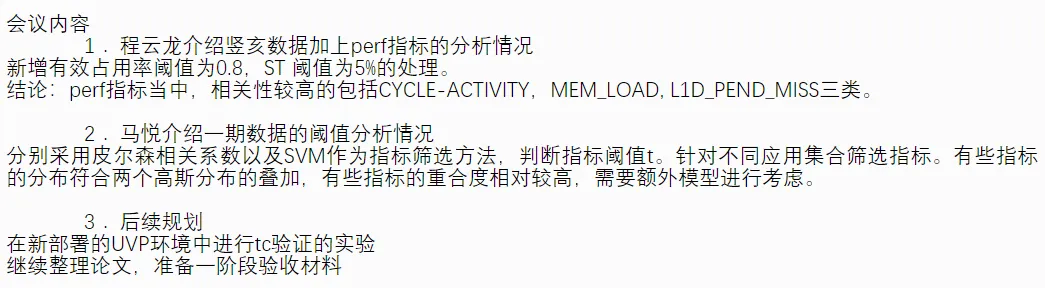 会议内容
1．程云龙介绍竖亥数据加上perf指标的分析情况
新增有效占用率阈值为0.8，ST 阈值为5%的处理。
结论：perf指标当中，相关性较高的包括CYCLE-ACTIVITY，MEM_LOAD, L1D_PEND_MISS三类。
2．马悦介绍一期数据的阈值分析情况
分别采用皮尔森相关系数以及SVM作为指标筛选方法，判断指标阈值t。针对不同应用集合筛选指标。有些指标
的分布符合两个高斯分布的叠加，有些指标的重合度相对较高，需要额外模型进行考虑。
3．后续规划
在新部署的UVP环境中进行tc验证的实验
继续整理论文，准备一阶段验收材料